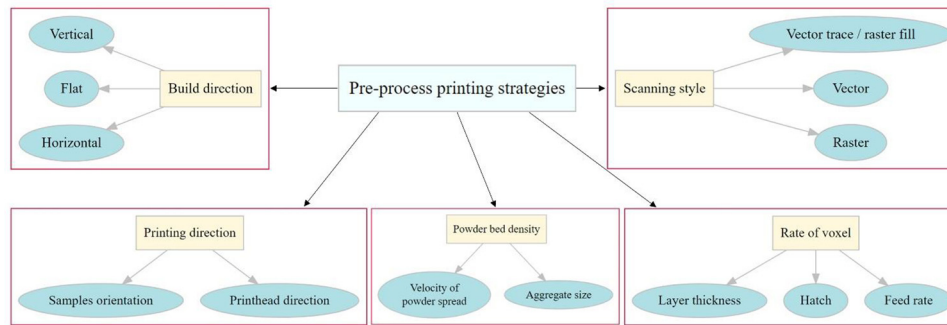 Pre-process printing strategies
Build direction
Vertical
Flat
Horizontal
Scanning style
Vector trace / raster fill
Vector
Raster
Printing direction
Samples orientation
Printhead direction
Powder bed density
Velocity of
powder spread
Aggregate size
Rate of voxel
Layer thickness
Hatch
Feed rate